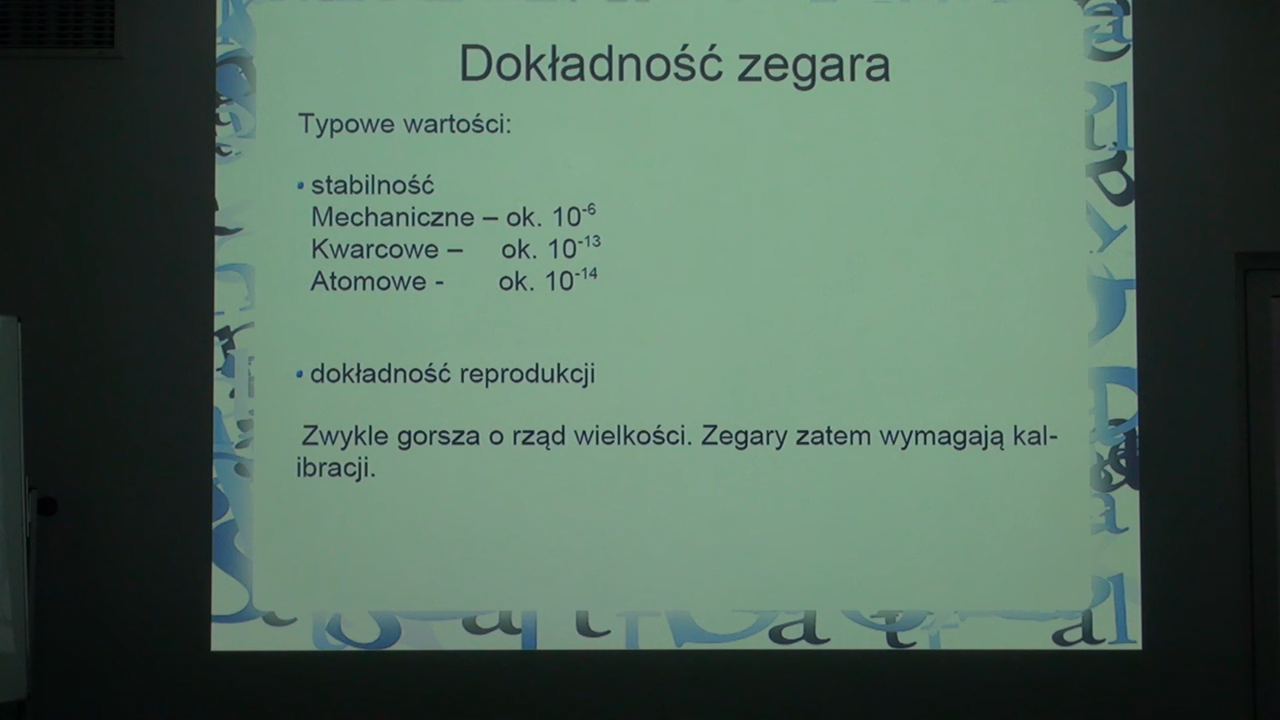 Dokładność zegara
Typowe wartości:
• stabilność
Mechaniczne – ok. 10⁻⁶
Kwarcowe – ok. 10⁻¹³
Atomowe - ok. 10⁻¹⁴
• dokładność reprodukcji
Zwykle gorsza o rząd wielkości. Zegary zatem wymagają kal-
ibracji.